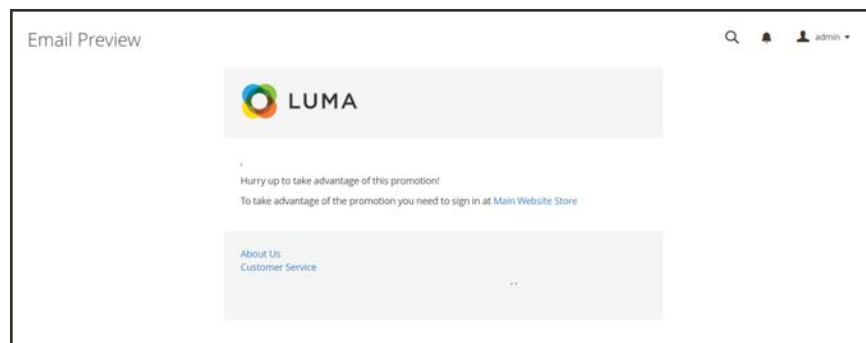 Email Preview
admin
LUMA
,
Hurry up to take advantage of this promotion!
To take advantage of the promotion you need to sign in at Main Website Store
About Us
Customer Service
, ,